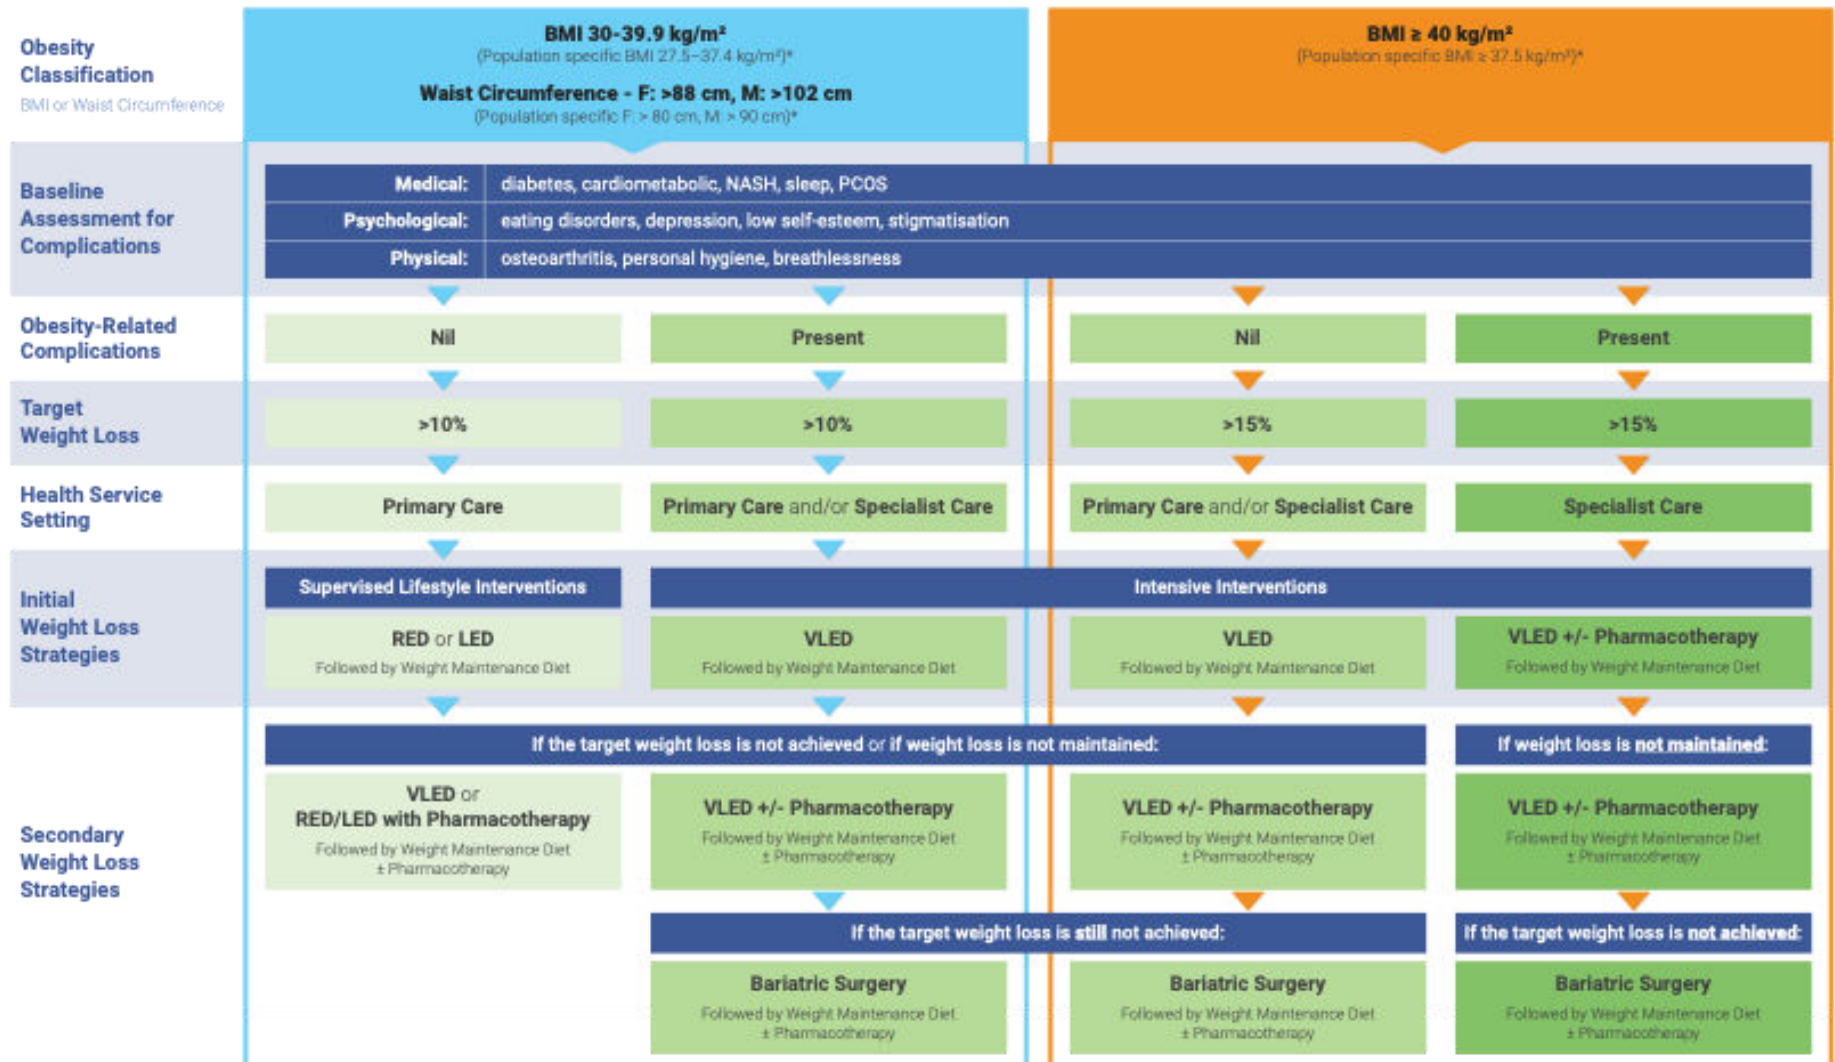 Obesity
Classification
BMI or Waist Circumference
BMI 30-39.9 kg/m²
(Population specific BMI 27.5–37.4 kg/m²)*
Waist Circumference - F: >88 cm, M: >102 cm
(Population specific F: > 80 cm, M: > 90 cm)*
BMI ≥ 40 kg/m²
(Population specific BMI ≥ 37.5 kg/m²)*
Baseline
Assessment for
Complications
Medical: diabetes, cardiometabolic, NASH, sleep, PCOS
Psychological: eating disorders, depression, low self-esteem, stigmatisation
Physical: osteoarthritis, personal hygiene, breathlessness
Obesity-Related
Complications
Nil
Present
Nil
Present
Target
Weight Loss
>10%
>10%
>15%
>15%
Health Service
Setting
Primary Care
Primary Care and/or Specialist Care
Primary Care and/or Specialist Care
Specialist Care
Initial
Weight Loss
Strategies
Supervised Lifestyle Interventions
Intensive Interventions
RED or LED
Followed by Weight Maintenance Diet
VLED
Followed by Weight Maintenance Diet
VLED
Followed by Weight Maintenance Diet
VLED +/- Pharmacotherapy
Followed by Weight Maintenance Diet
Secondary
Weight Loss
Strategies
If the target weight loss is not achieved or if weight loss is not maintained:
If weight loss is not maintained:
VLED or
RED/LED with Pharmacotherapy
Followed by Weight Maintenance Diet
± Pharmacotherapy
VLED +/- Pharmacotherapy
Followed by Weight Maintenance Diet
± Pharmacotherapy
VLED +/- Pharmacotherapy
Followed by Weight Maintenance Diet
± Pharmacotherapy
VLED +/- Pharmacotherapy
Followed by Weight Maintenance Diet
± Pharmacotherapy
If the target weight loss is still not achieved:
If the target weight loss is not achieved:
Bariatric Surgery
Followed by Weight Maintenance Diet
± Pharmacotherapy
Bariatric Surgery
Followed by Weight Maintenance Diet
± Pharmacotherapy
Bariatric Surgery
Followed by Weight Maintenance Diet
± Pharmacotherapy